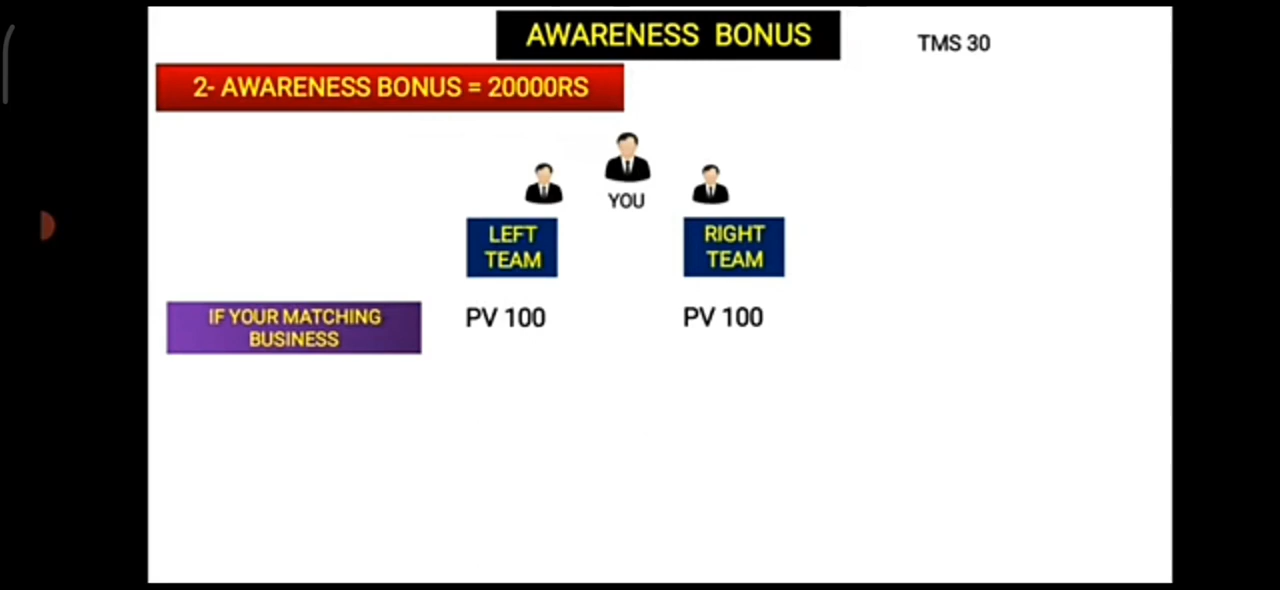 AWARENESS BONUS
TMS 30
2- AWARENESS BONUS = 20000RS
YOU
LEFT
TEAM
RIGHT
TEAM
IF YOUR MATCHING
BUSINESS
PV 100
PV 100